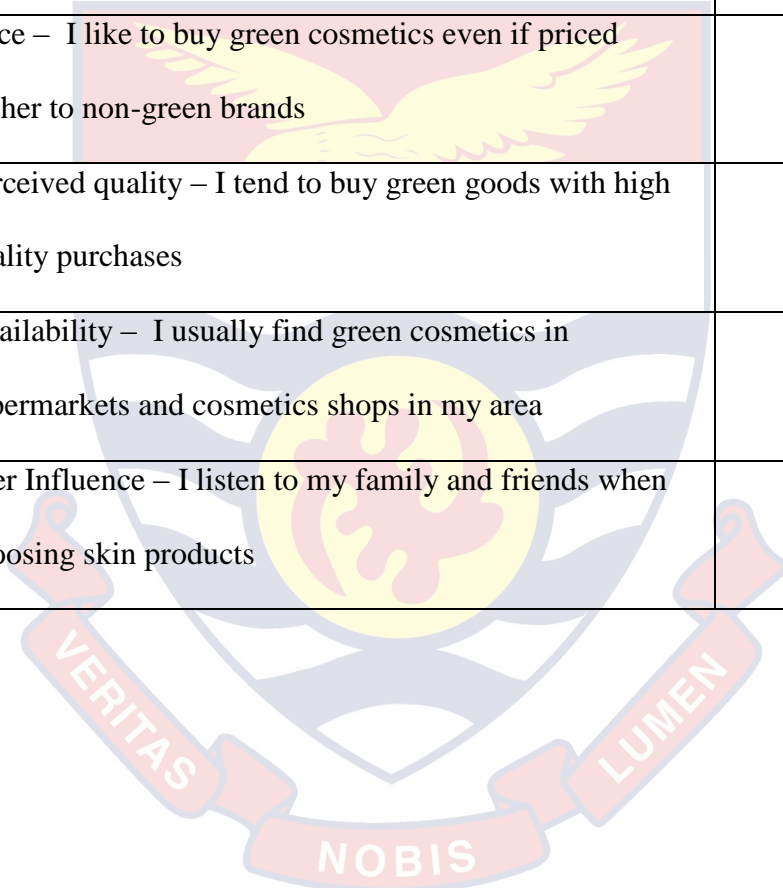 ce – I like to buy green cosmetics even if priced
her to non-green brands
rceived quality – I tend to buy green goods with high
ality purchases
ailability – I usually find green cosmetics in
permarkets and cosmetics shops in my area
er Influence – I listen to my family and friends when
oosing skin products
VERITAS
NOBIS
LUMEN